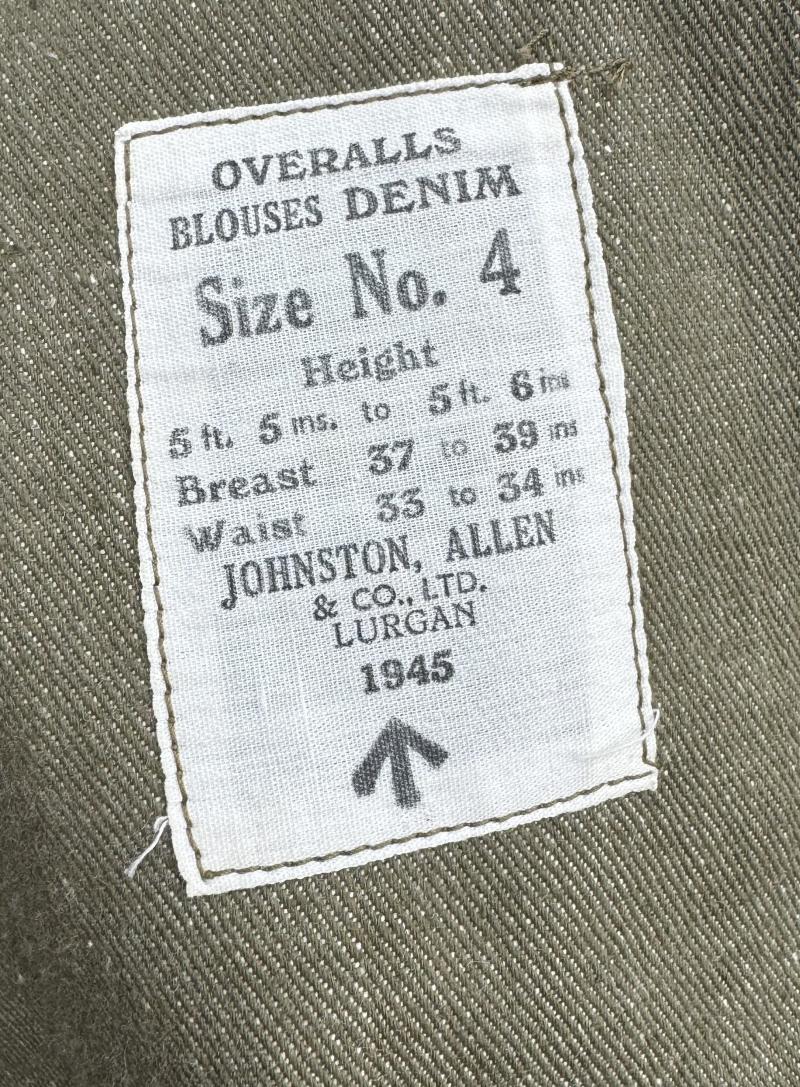 OVERALLS
BLOUSES DENIM
Size No. 4
Height
5 ft. 5 ins. to 5 ft. 6 ins
Breast 37 to 39 ins
Waist 33 to 34 ins
JOHNSTON, ALLEN
& CO., LTD.
LURGAN
1945